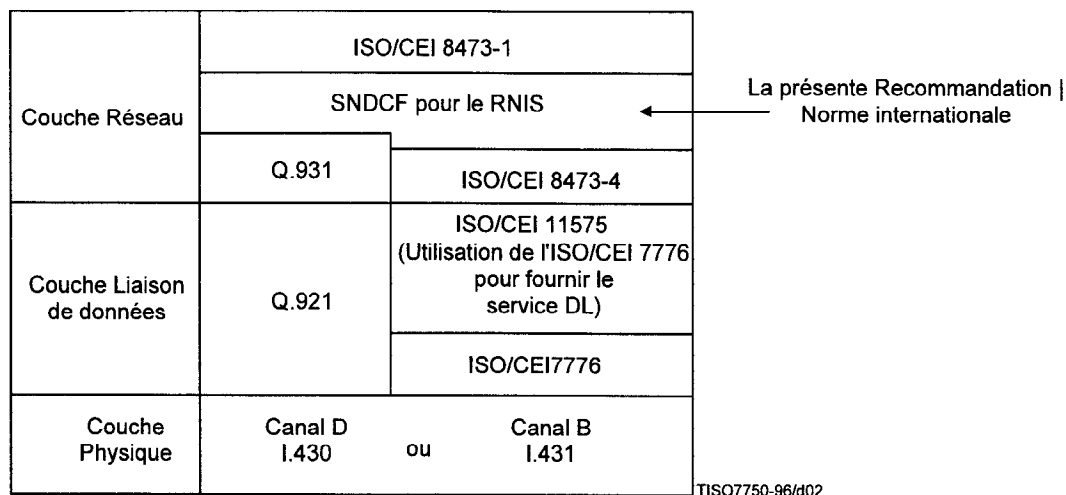 ISO/CEI 8473-1
Couche Réseau
SNDCF pour le RNIS
La présente Recommandation |
Norme internationale
Q.931
ISO/CEI 8473-4
Couche Liaison
de données
Q.921
ISO/CEI 11575
(Utilisation de l'ISO/CEI 7776
pour fournir le
service DL)
ISO/CEI7776
Couche
Physique
Canal D
I.430
ou
Canal B
I.431
TISO7750-96/d02